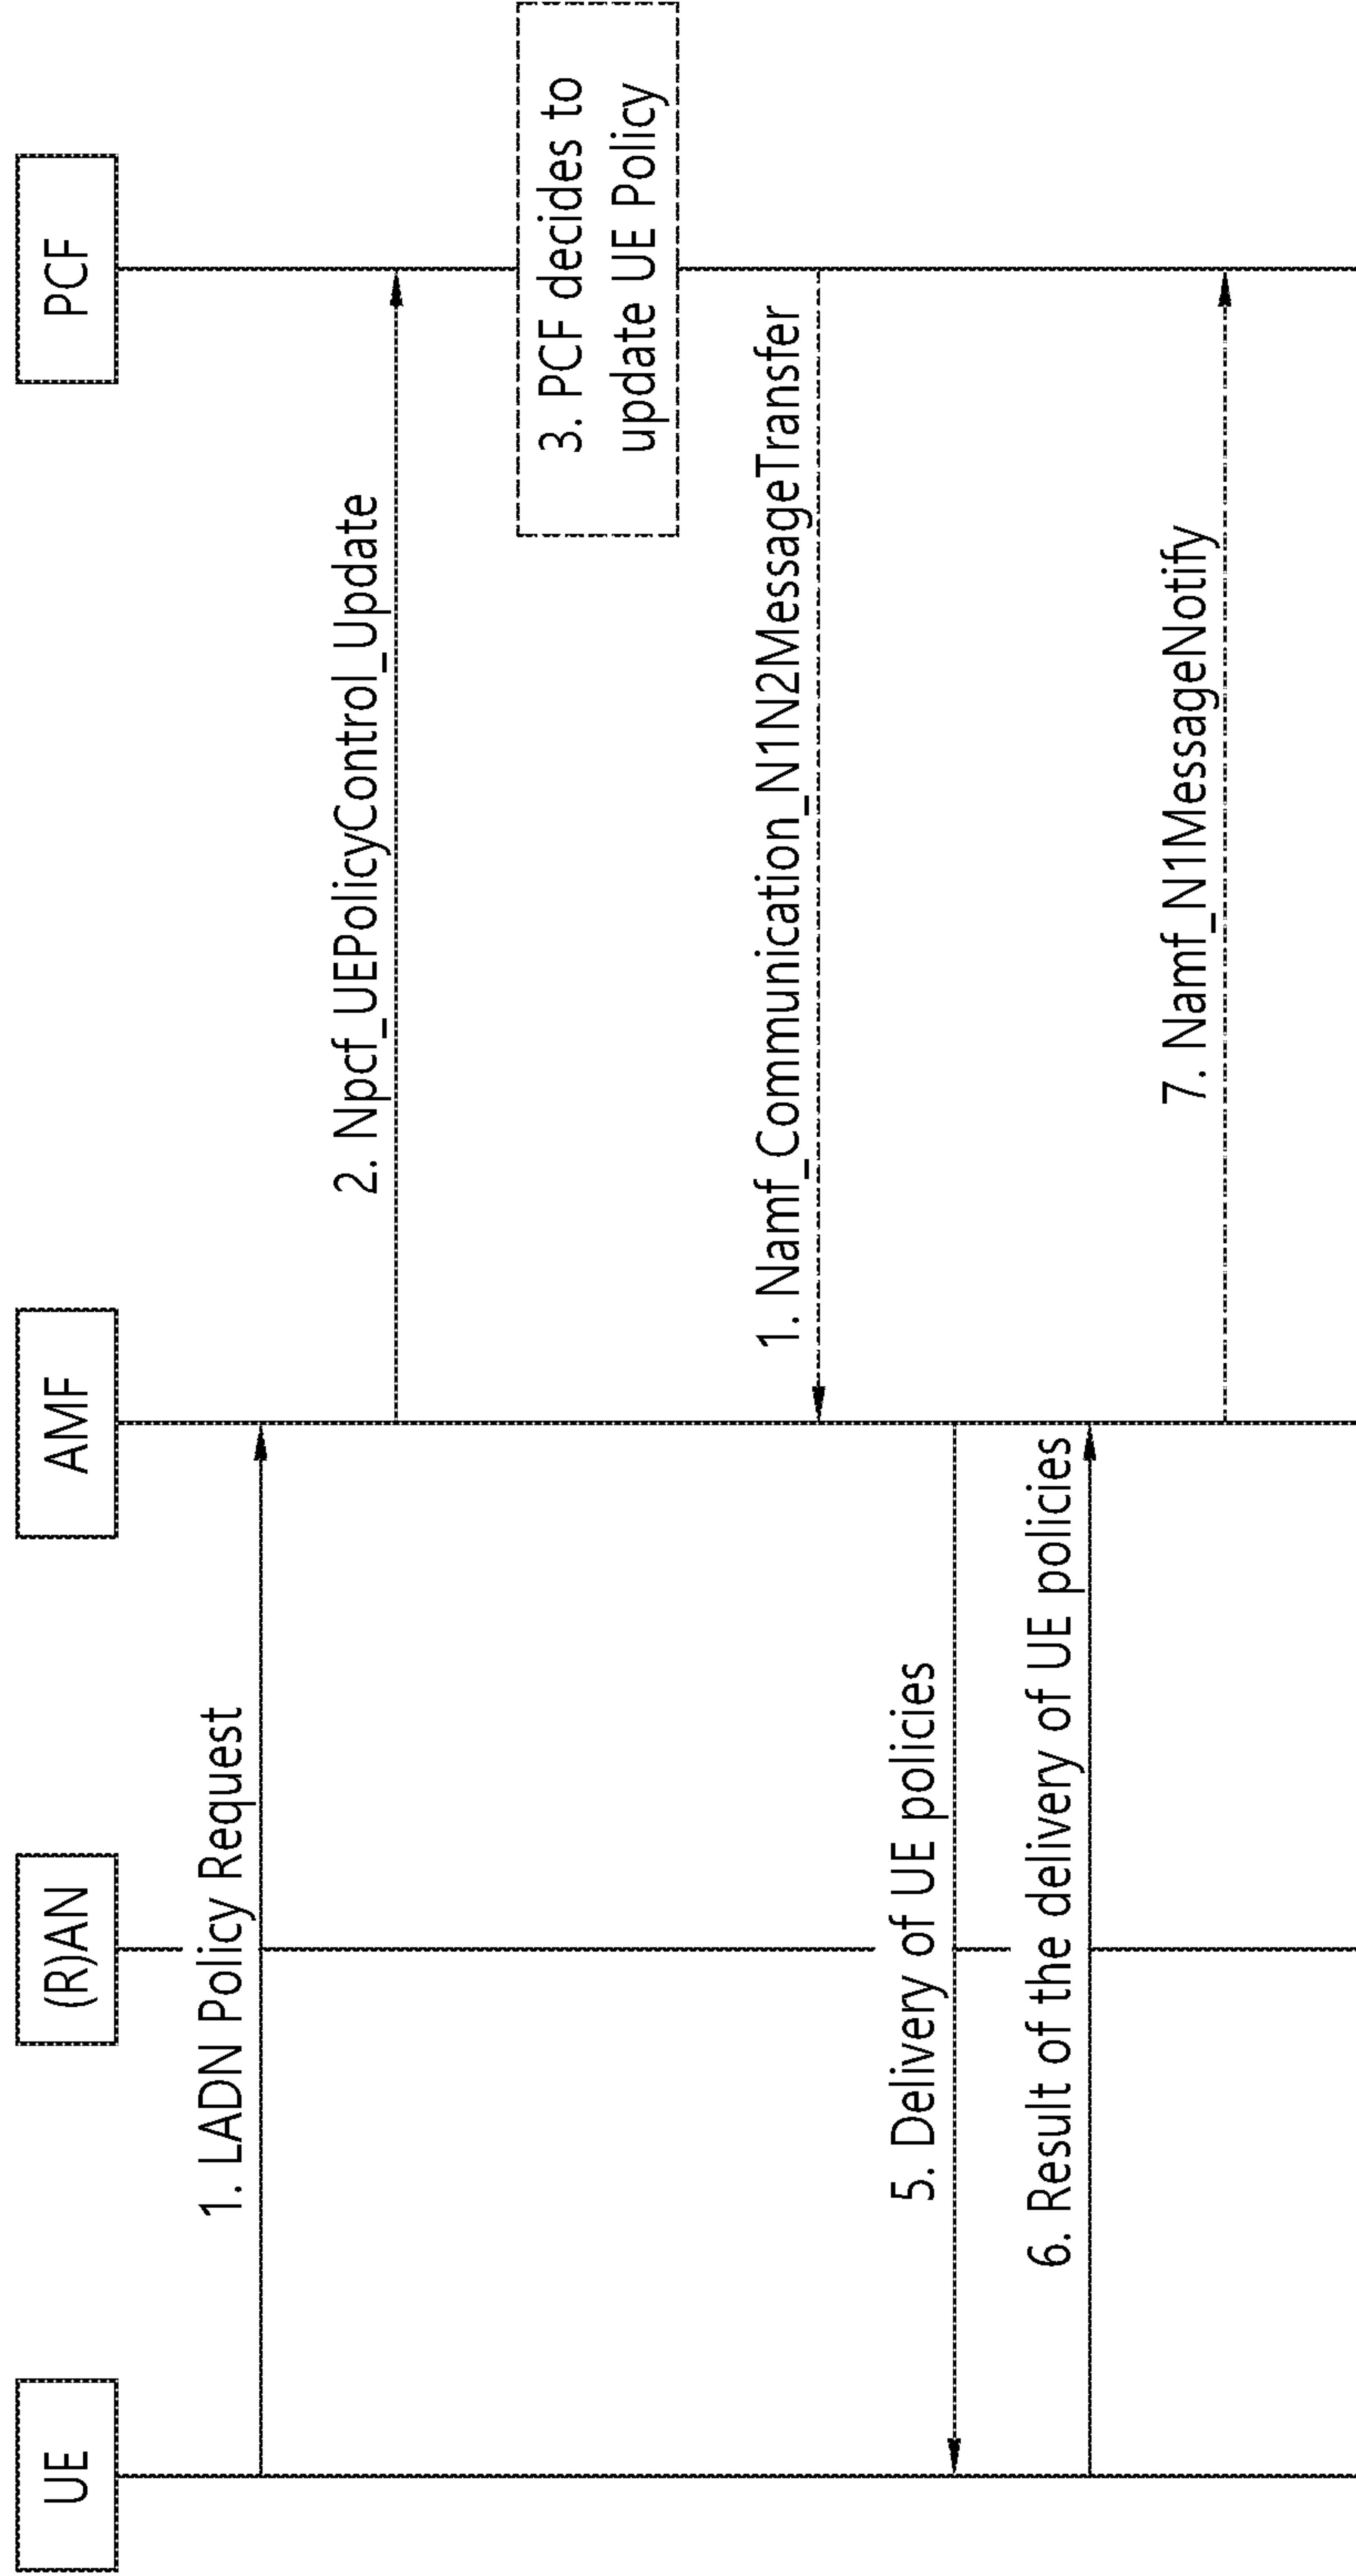 UE
(R)AN
AMF
PCF
1. LADN Policy Request
2. Npcf_UEPolicyControl_Update
3. PCF decides to
update UE Policy
1. Namf_Communication_N1N2MessageTransfer
5. Delivery of UE policies
6. Result of the delivery of UE policies
7. Namf_N1MessageNotify